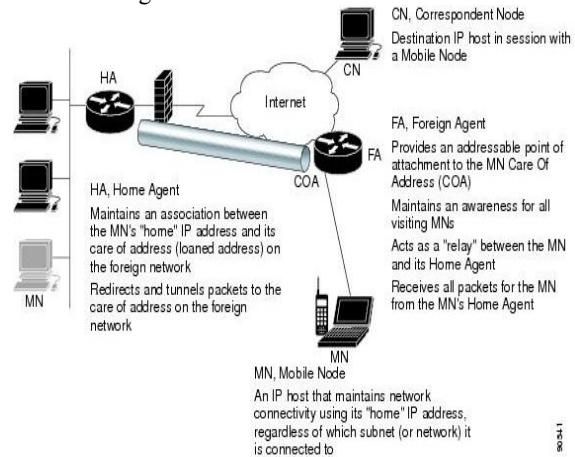 CN, Correspondent Node
Destination IP host in session with
a Mobile Node
CN
HA
Internet
FA
COA
FA, Foreign Agent
Provides an addressable point of
attachment to the MN Care Of
Address (COA)
Maintains an awareness for all
visiting MNs
Acts as a "relay" between the MN
and its Home Agent
Receives all packets for the MN
from the MN's Home Agent
HA, Home Agent
Maintains an association between
the MN's "home" IP address and its
care of address (loaned address) on
the foreign network
Redirects and tunnels packets to the
care of address on the foreign
network
MN
MN
MN, Mobile Node
An IP host that maintains network
connectivity using its "home" IP address,
regardless of which subnet (or network) it
is connected to
90541